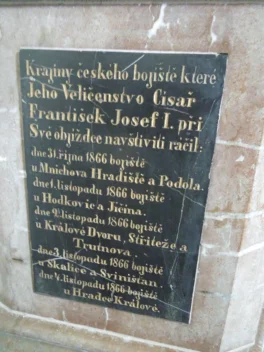 Krajiny českého bojiště které
Jeho Veličenstvo Císař
František Josef I. při
Své objíždce navštíviti ráčil:
dne 31. října 1866 bojiště
u Mnichova Hradiště a Podola.
dne 1. listopadu 1866 bojiště
u Hodkovic a Jičína.
dne 2. listopadu 1866 bojiště
u Králové Dvoru, Střiteže a
Trutnova.
dne 3. listopadu 1866 bojiště
u Skalice a Svinišťan.
dne 4. listopadu 1866 bojiště
u Hradce Králové.